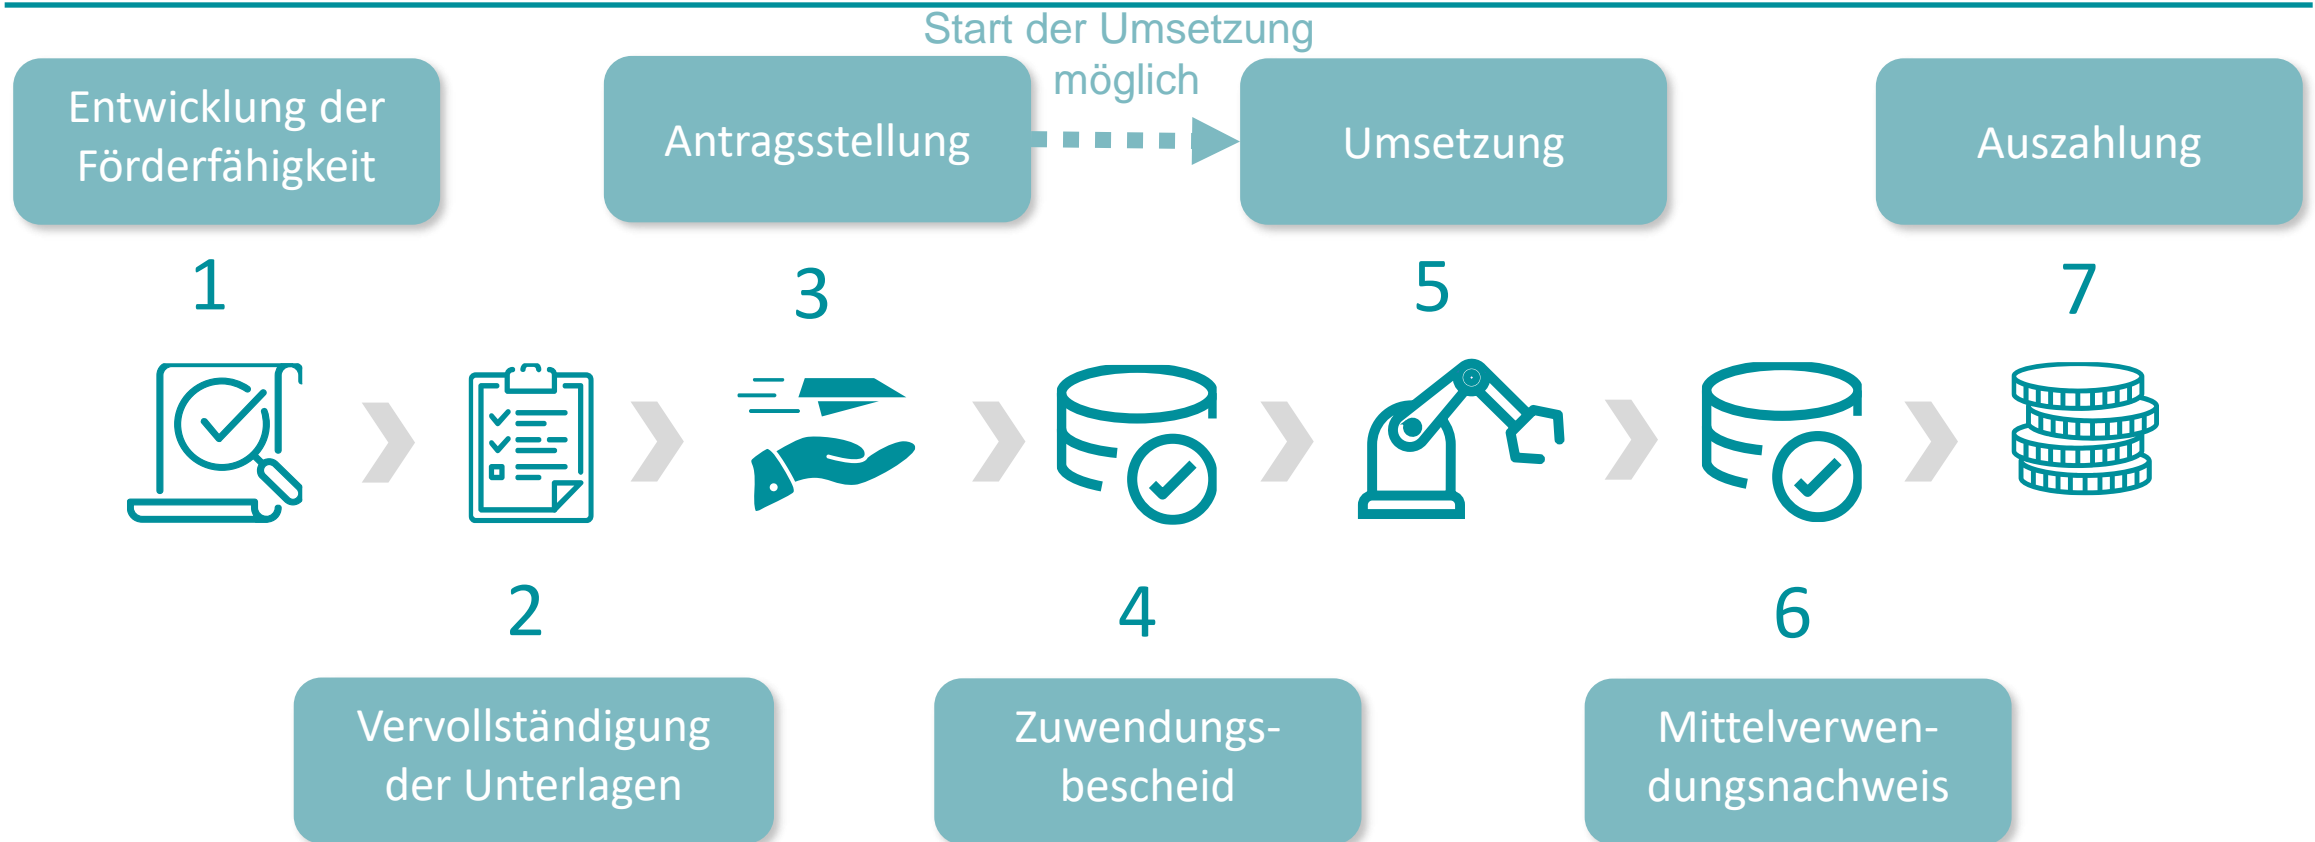 Start der Umsetzung
möglich
Entwicklung der
Förderfähigkeit
Antragsstellung
Umsetzung
Auszahlung
1
3
5
7
2
4
6
Vervollständigung
der Unterlagen
Zuwendungs-
bescheid
Mittelverwen-
dungsnachweis